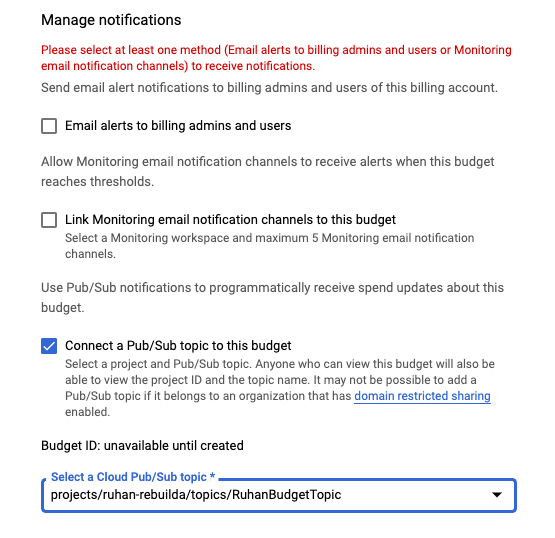 Manage notifications
Please select at least one method (Email alerts to billing admins and users or Monitoring
email notification channels) to receive notifications.
Send email alert notifications to billing admins and users of this billing account.
Email alerts to billing admins and users
Allow Monitoring email notification channels to receive alerts when this budget
reaches thresholds.
Link Monitoring email notification channels to this budget
Select a Monitoring workspace and maximum 5 Monitoring email notification
channels.
Use Pub/Sub notifications to programmatically receive spend updates about this
budget.
Connect a Pub/Sub topic to this budget
Select a project and Pub/Sub topic. Anyone who can view this budget will also be
able to view the project ID and the topic name. It may not be possible to add a
Pub/Sub topic if it belongs to an organization that has domain restricted sharing
enabled.
Budget ID: unavailable until created
Select a Cloud Pub/Sub topic *
projects/ruhan-rebuilda/topics/RuhanBudgetTopic